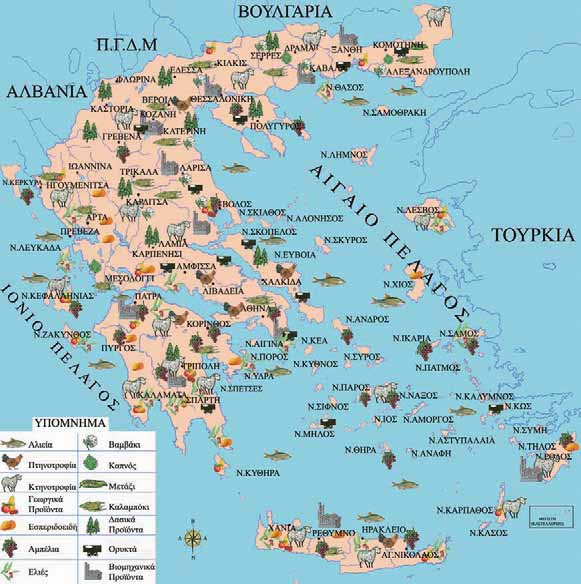 ΒΟΥΛΓΑΡΙΑ
Π.Γ.Δ.Μ
ΑΛΒΑΝΙΑ
ΤΟΥΡΚΙΑ
ΑΙΓΑΙΟ ΠΕΛΑΓΟΣ
ΙΟΝΙΟ ΠΕΛΑΓΟΣ
ΔΡΑΜΑ
ΞΑΝΘΗ
ΚΟΜΟΤΗΝΗ
ΣΕΡΡΕΣ
ΚΙΛΚΙΣ
ΚΑΒΑΛ
ΑΛΕΞΑΝΔΡΟΥΠΟΛΗ
ΕΔΕΣΣΑ
ΦΛΩΡΙΝΑ
Ν.ΘΑΣΟΣ
ΒΕΡΟΙΑ
ΘΕΣΣΑΛΟΝΙΚΗ
ΚΑΣΤΟΡΙΑ
Ν.ΣΑΜΟΘΡΑΚΗ
ΚΟΖΑΝΗ
ΚΑΤΕΡΙΝΗ
ΠΟΛΥΓΥΡΟΣ
ΓΡΕΒΕΝΑ
Ν.ΛΗΜΝΟΣ
ΙΩΑΝΝΙΝΑ
ΤΡΙΚΑΛΑ
ΛΑΡΙΣΑ
Ν.ΚΕΡΚΥΡΑ
ΗΓΟΥΜΕΝΙΤΣΑ
ΚΑΡΔΙΤΣΑ
ΒΟΛΟΣ
Ν.ΣΚΙΑΘΟΣ
Ν.ΑΛΟΝΗΣΟΣ
Ν.ΛΕΣΒΟΣ
ΑΡΤΑ
ΠΡΕΒΕΖΑ
Ν.ΣΚΟΠΕΛΟΣ
Ν.ΣΚΥΡΟΣ
Ν.ΛΕΥΚΑΔΑ
ΛΑΜΙΑ
ΚΑΡΠΕΝΗΣΙ
Ν.ΕΥΒΟΙΑ
ΑΜΦΙΣΣΑ
ΜΕΣΟΛΟΓΓΙ
ΧΑΛΚΙΔΑ
Ν.ΧΙΟΣ
Ν.ΚΕΦΑΛΛΗΝΙΑΣ
ΛΙΒΑΔΕΙΑ
ΠΑΤΡΑ
ΑΘΗΝΑ
Ν.ΑΝΔΡΟΣ
ΚΟΡΙΝΘΟΣ
Ν.ΖΑΚΥΝΘΟΣ
ΠΥΡΓΟΣ
Ν.ΑΙΓΙΝΑ
Ν.ΚΕΑ
Ν.ΙΚΑΡΙΑ
Ν.ΣΑΜΟΣ
Ν.ΠΟΡΟΣ
Ν.ΣΥΡΟΣ
Ν.ΚΥΘΝΟΣ
Ν.ΠΑΤΜΟΣ
ΤΡΙΠΟΛΗ
Ν.ΥΔΡΑ
Ν.ΣΠΕΤΣΕΣ
Ν.ΠΑΡΟΣ
Ν.ΝΑΞΟΣ
Ν.ΚΑΛΥΜΝΟΣ
ΚΑΛΑΜΑΤΑ
ΣΠΑΡΤΗ
Ν.ΣΙΦΝΟΣ
Ν.ΚΩΣ
Ν.ΙΟΣ
Ν.ΑΜΟΡΓΟΣ
Ν.ΜΗΛΟΣ
Ν.ΣΥΜΗ
Ν.ΑΣΤΥΠΑΛΑΙΑ
Ν.ΤΗΛΟΣ
Ν.ΘΗΡΑ
Ν.ΑΝΑΦΗ
Ν.ΡΟΔΟΣ
Ν.ΚΥΘΗΡΑ
Ν.ΚΑΡΠΑΘΟΣ
Ν.ΚΑΣΟΣ
ΧΑΝΙΑ
ΡΕΘΥΜΝΟ
ΗΡΑΚΛΕΙΟ
ΑΓ.ΝΙΚΟΛΑΟΣ
ΥΠΟΜΝΗΜΑ
Αλιεία
Πτηνοτροφία
Κτηνοτροφία
Γεωργικά
Προϊόντα
Εσπεριδοειδή
Αμπέλια
Ελιές
Βαμβάκι
Καπνός
Μετάξι
Καλαμπόκι
Δασικά
Προϊόντα
Ορυκτά
Βιομηχανικά
Προϊόντα